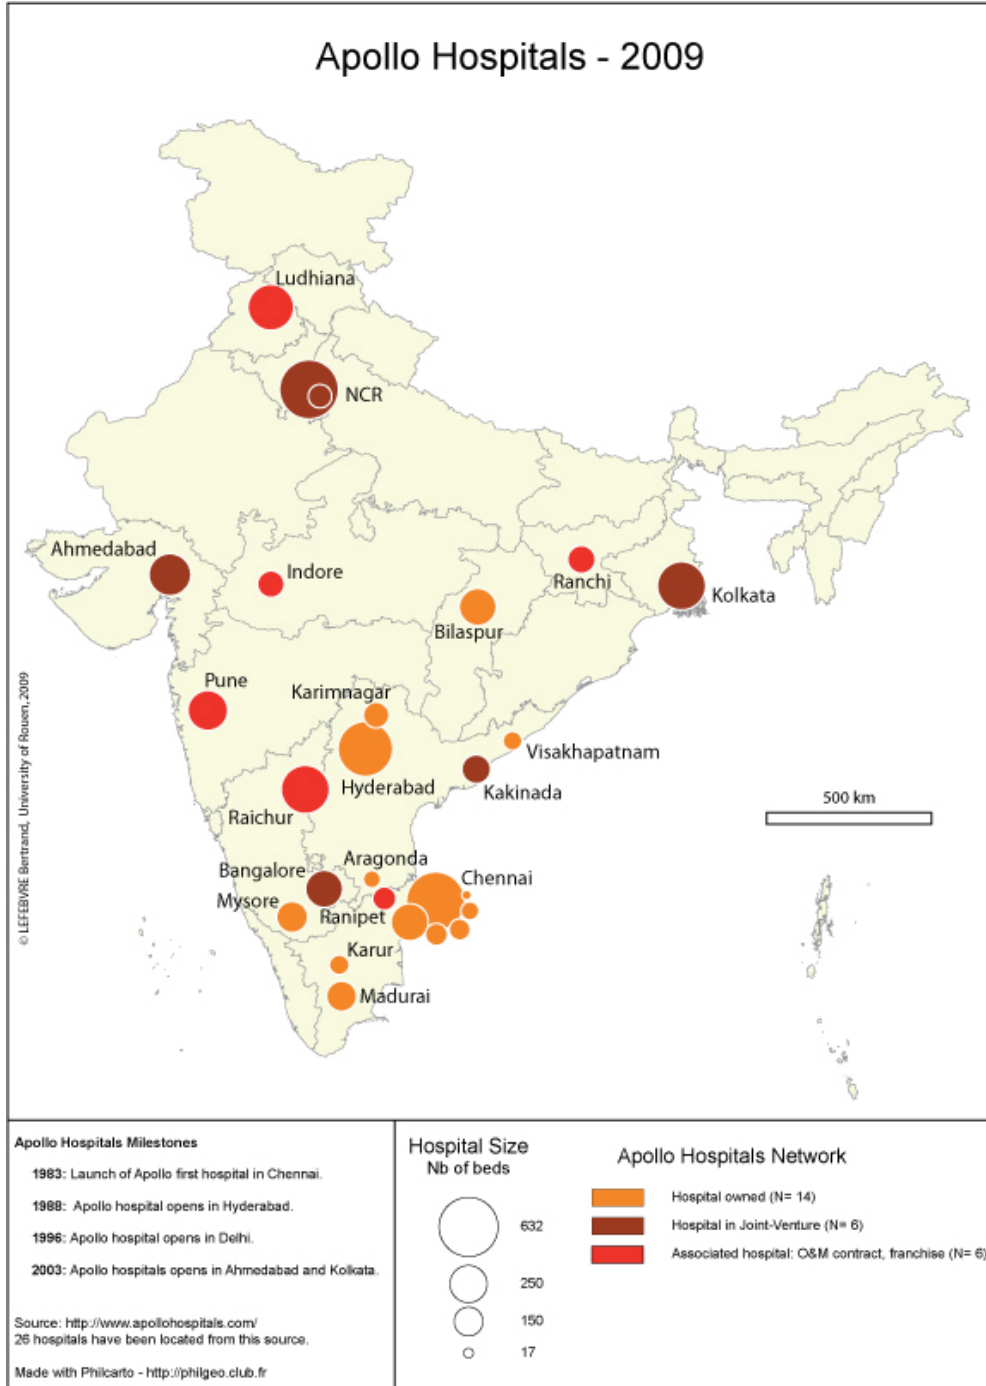 Apollo Hospitals - 2009
Ludhiana
NCR
Ahmedabad
Indore
Ranchi
Kolkata
Bilaspur
Pune
Karimnagar
Visakhapatnam
Hyderabad
Kakinada
Raichur
500 km
Aragonda
Bangalore
Chennai
Mysore
Ranipet
Karur
Madurai
© LEFEBVRE Bertrand, University of Rouen,2009
Apollo Hospitals Milestones
1983: Launch of Apollo first hospital in Chennai.
1988: Apollo hospital opens in Hyderabad.
1996: Apollo hospital opens in Delhi.
2003: Apollo hospitals opens in Ahmedabad and Kolkata.
Source: http://www.apollohospitals.com/
26 hospitals have been located from this source.
Made with Philcarto - http://philgeo.club.fr
Hospital Size
Nb of beds
632
250
150
17
Apollo Hospitals Network
Hospital owned (N= 14)
Hospital in Joint-Venture (N= 6)
Associated hospital: O&M contract, franchise (N= 6)